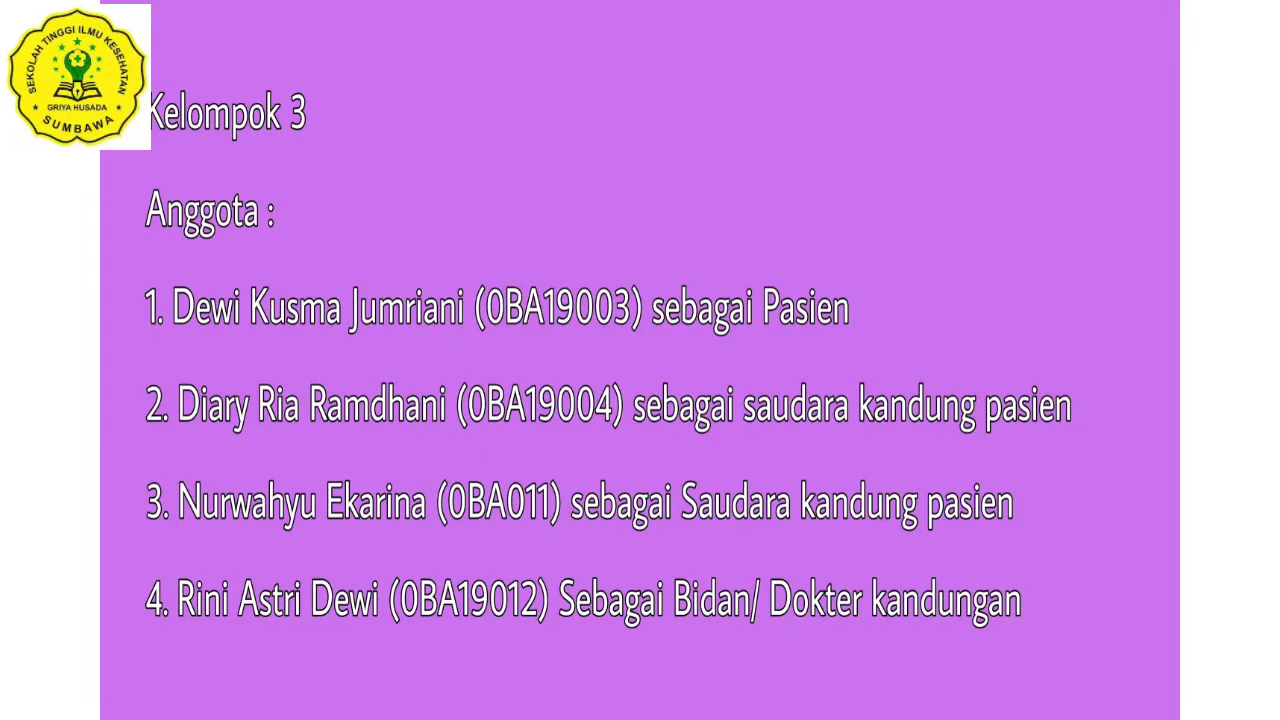 SEKOLAH TINGGI ILMU KESEHATAN
GRIYA HUSADA
SUMBAWA
Kelompok 3
Anggota :
1. Dewi Kusma Jumriani (0BA19003) sebagai Pasien
2. Diary Ria Ramdhani (0BA19004) sebagai saudara kandung pasien
3. Nurwahyu Ekarina (0BA011) sebagai Saudara kandung pasien
4. Rini Astri Dewi (0BA19012) Sebagai Bidan/ Dokter kandungan